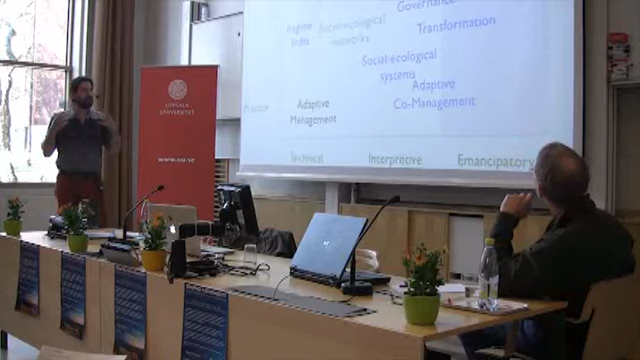 Governance
Regime
Shifts
Social-ecological
networks
Transformation
Social-ecological
systems
Adaptive
Co-Management
Practice
Adaptive
Management
Technical
Interpretive
Emancipatory
UPPSALA
UNIVERSITET
www.uu.se